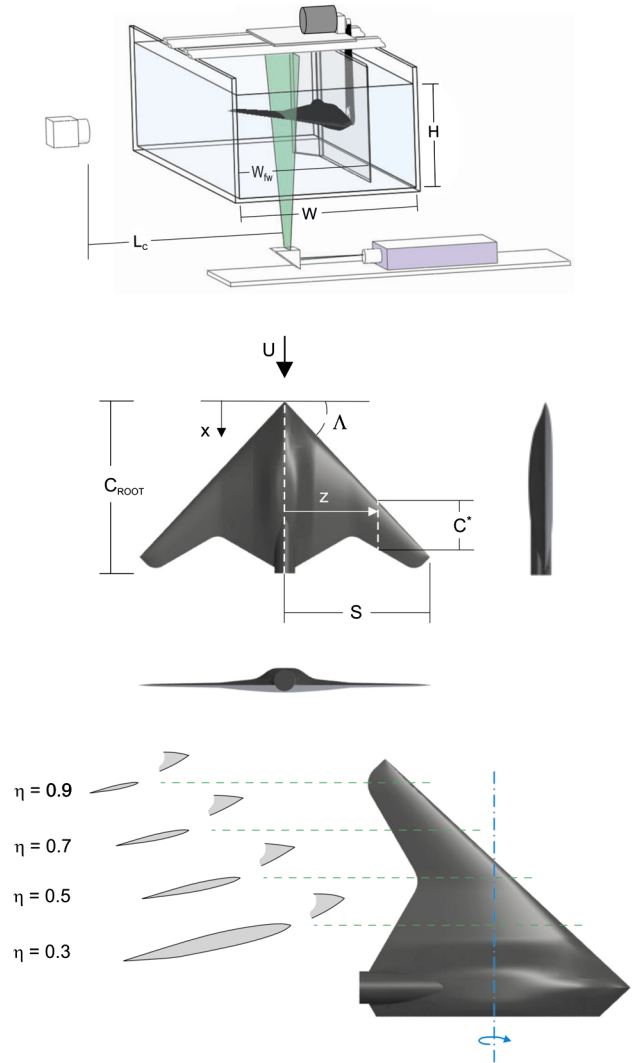 H
W_fw
W
L_c
U
x
Λ
C_ROOT
z
C*
S
η = 0.9
η = 0.7
η = 0.5
η = 0.3